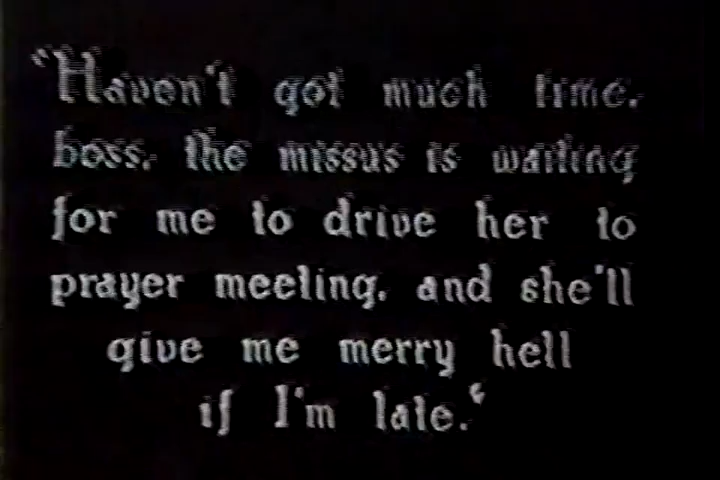 "Haven't got much time,
boss, the missus is waiting
for me to drive her to
prayer meeting, and she'll
give me merry hell
if I'm late."